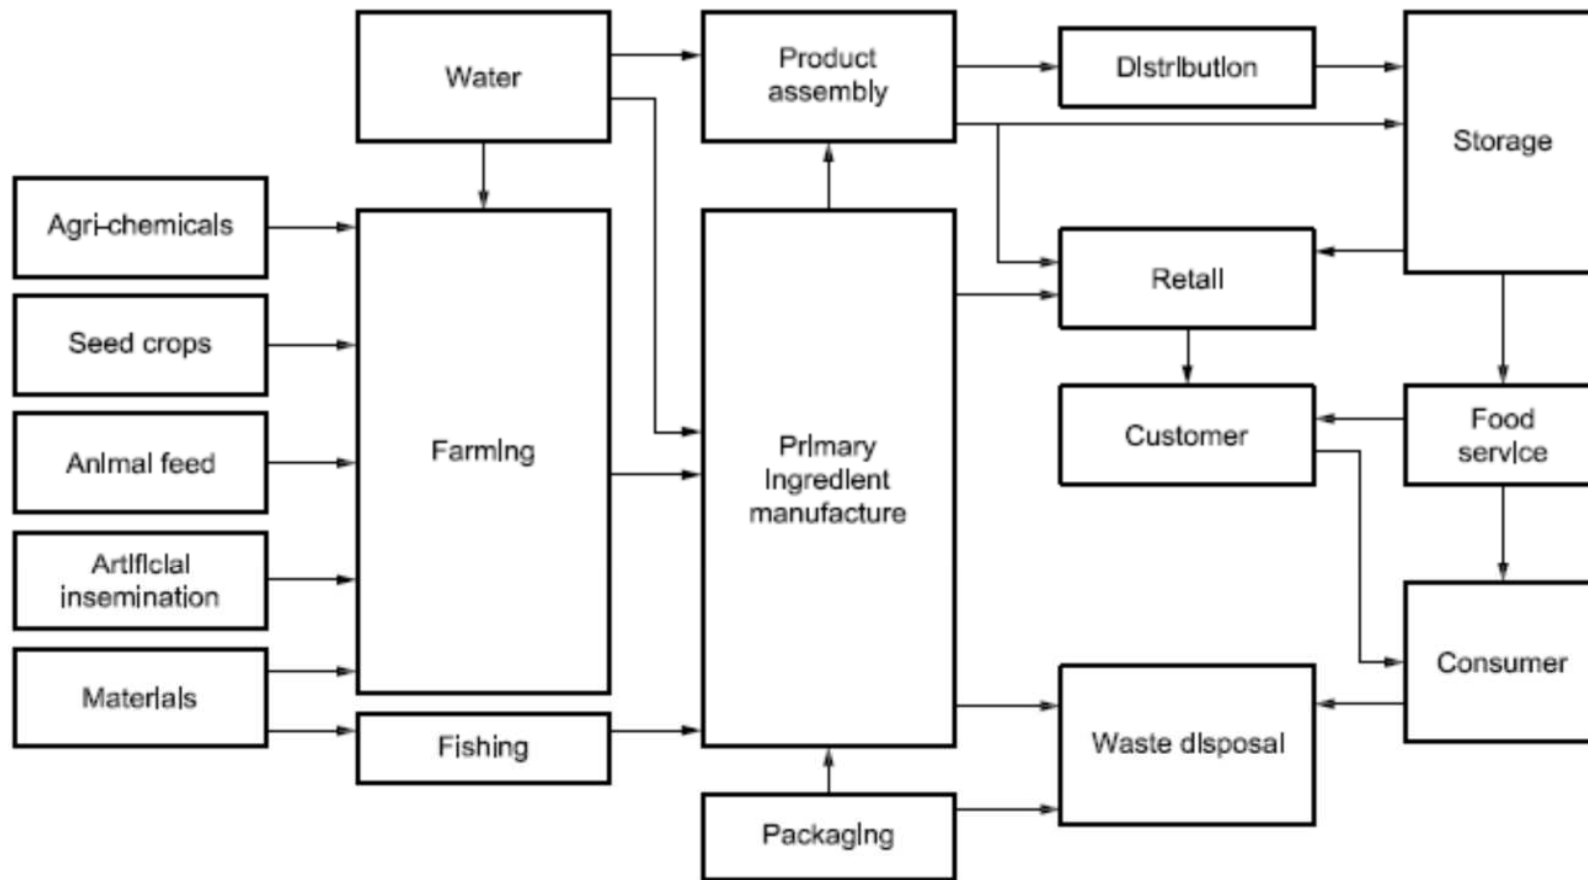 Water
Product
assembly
Distribution
Storage
Agri-chemicals
Seed crops
Animal feed
Artificial
insemination
Materials
Farming
Fishing
Primary
Ingredient
manufacture
Packaging
Retail
Customer
Food
service
Consumer
Waste disposal